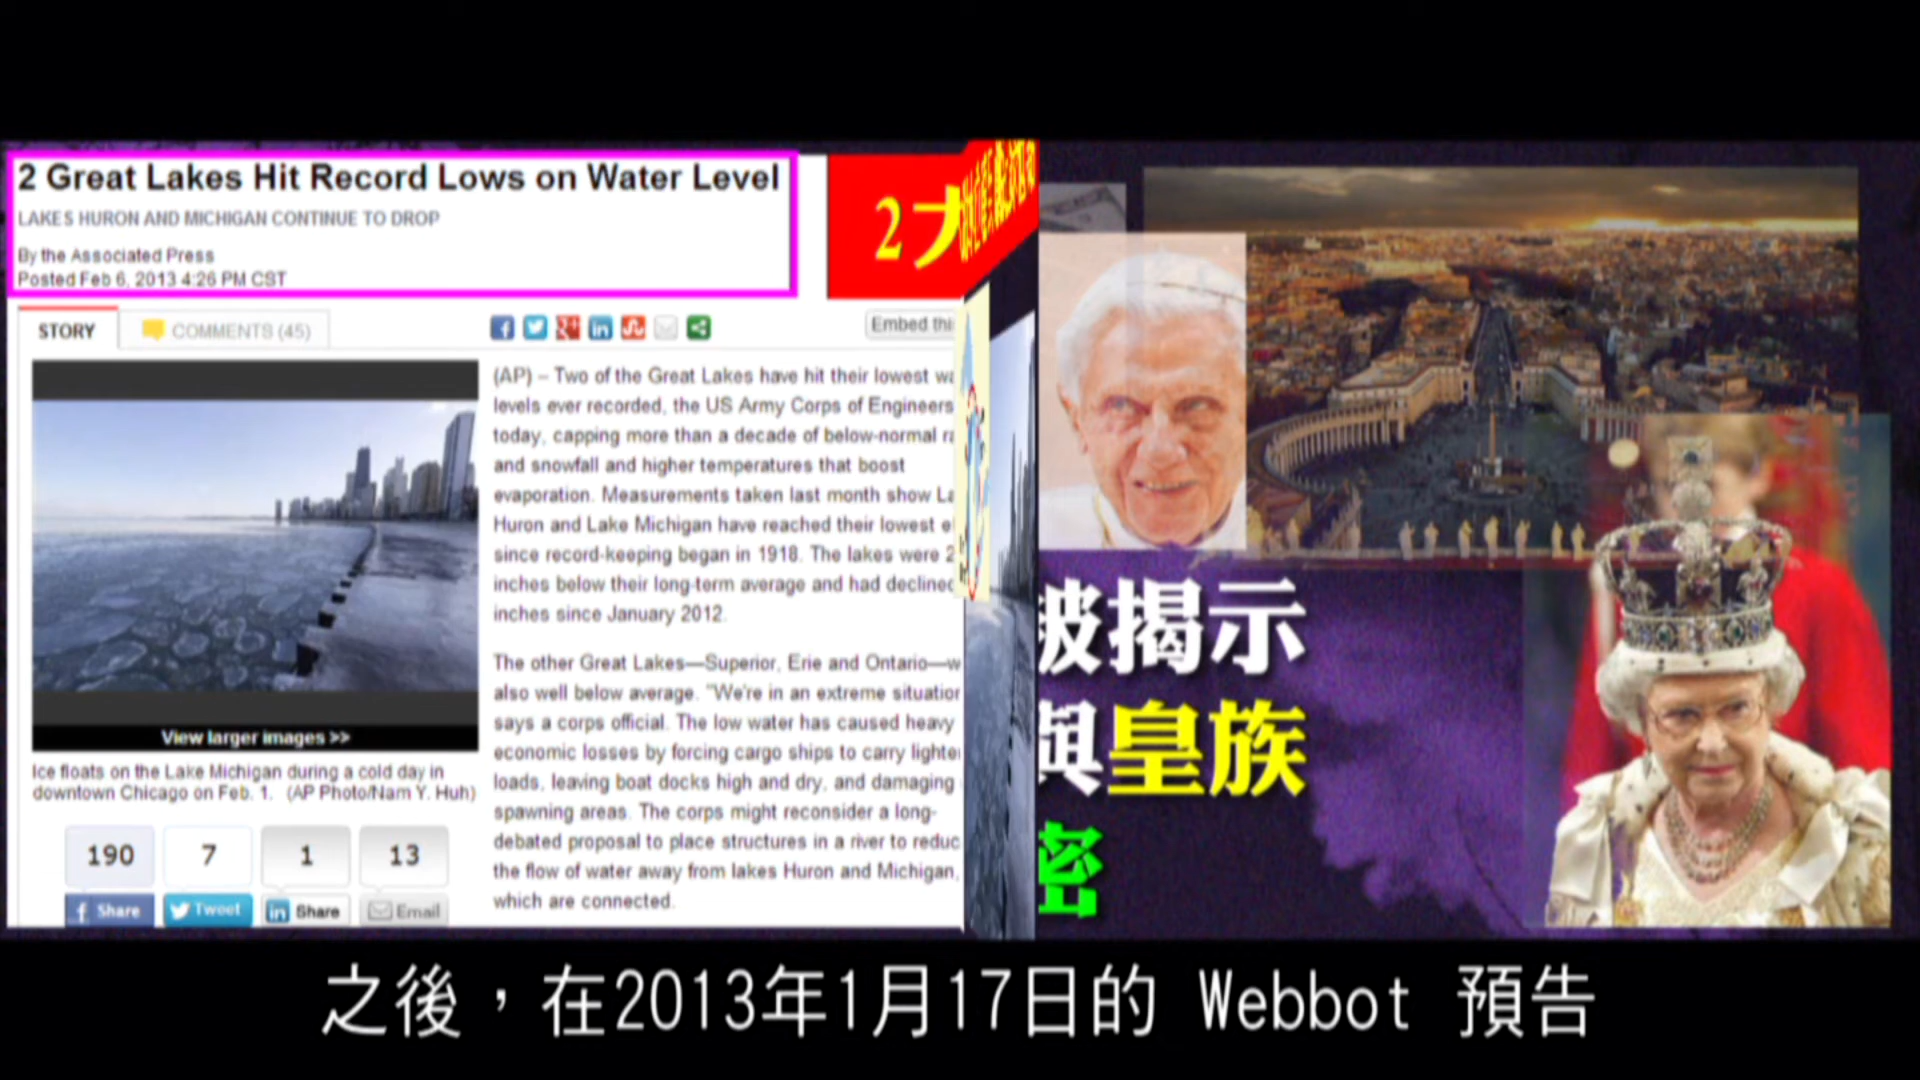 2 Great Lakes Hit Record Lows on Water Level
LAKES HURON AND MICHIGAN CONTINUE TO DROP
By the Associated Press
Posted Feb 6, 2013 4:26 PM CST
2大
STORY
COMMENTS (45)
Embed
(AP) – Two of the Great Lakes have hit their lowest
levels ever recorded, the US Army Corps of Engineers
today, capping more than a decade of below-normal
and snowfall and higher temperatures that boost
evaporation. Measurements taken last month show
Huron and Lake Michigan have reached their lowest
since record-keeping began in 1918. The lakes were
inches below their long-term average and had declined
inches since January 2012.
The other Great Lakes—Superior, Erie and Ontario—
also well below average. "We're in an extreme situation
says a corps official. The low water has caused heavy
economic losses by forcing cargo ships to carry
loads, leaving boat docks high and dry, and damaging
spawning areas. The corps might reconsider a long-
debated proposal to place structures in a river to
the flow of water away from lakes Huron and Michigan,
which are connected.
View larger images >>
Ice floats on the Lake Michigan during a cold day in
downtown Chicago on Feb. 1. (AP Photo/Nam Y. Huh)
190 7 1 13
Share Tweet Share Email
被揭示
與皇族
密
之後，在2013年1月17日的 Webbot 預告